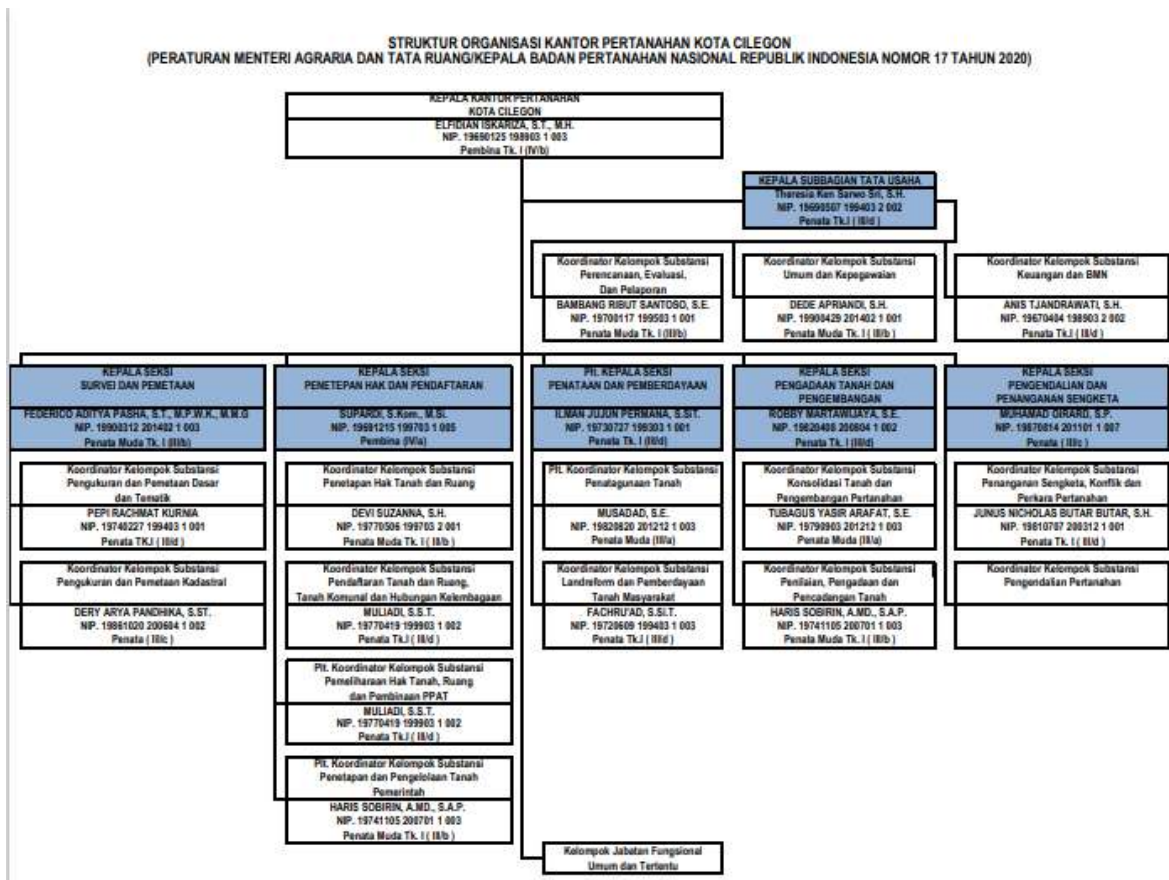 STRUKTUR ORGANISASI KANTOR PERTANAHAN KOTA CILEGON
(PERATURAN MENTERI AGRARIA DAN TATA RUANG/KEPALA BADAN PERTANAHAN NASIONAL REPUBLIK INDONESIA NOMOR 17 TAHUN 2020)
KEPALA KANTOR PERTANAHAN
KOTA CILEGON
ELFIDIAN ISKARIZA, S.T., M.H.
NIP. 19690125 198903 1 003
Pembina Tk. I (IV/b)
KEPALA SUBBAGIAN TATA USAHA
Theresia Ken Sarwo Sri, S.H.
NIP. 19690507 199403 2 002
Penata Tk.I ( III/d )
Koordinator Kelompok Substansi
Perencanaan, Evaluasi,
Dan Pelaporan
BAMBANG RIBUT SANTOSO, S.E.
NIP. 19700117 199503 1 001
Penata Muda Tk. I (III/b)
Koordinator Kelompok Substansi
Umum dan Kepegawaian
DEDE APRIANDI, S.H.
NIP. 19900429 201402 1 001
Penata Muda Tk. I ( III/b )
Koordinator Kelompok Substansi
Keuangan dan BMN
ANIS TJANDRAWATI, S.H.
NIP. 19670404 198903 2 002
Penata Tk.I ( III/d )
KEPALA SEKSI
SURVEI DAN PEMETAAN
FEDERICO ADITYA PASHA, S.T., M.P.W.K., M.M.G
NIP. 19900312 201402 1 003
Penata Muda Tk. I (III/b)
KEPALA SEKSI
PENETEPAN HAK DAN PENDAFTARAN
SUPARDI, S.Kom., M.Si.
NIP. 19691215 199703 1 005
Pembina (IV/a)
Plt. KEPALA SEKSI
PENATAAN DAN PEMBERDAYAAN
ILMAN JUJUN PERMANA, S.SiT.
NIP. 19730727 199303 1 001
Penata Tk. I (III/d)
KEPALA SEKSI
PENGADAAN TANAH DAN
PENGEMBANGAN
ROBBY MARTAWIJAYA, S.E.
NIP. 19820408 200604 1 002
Penata Tk. I (III/d)
KEPALA SEKSI
PENGENDALIAN DAN
PENANGANAN SENGKETA
MUHAMAD GIRARD, S.P.
NIP. 19870814 201101 1 007
Penata ( III/c )
Koordinator Kelompok Substansi
Pengukuran dan Pemetaan Dasar
dan Tematik
PEPI RACHMAT KURNIA
NIP. 19740227 199403 1 001
Penata TK.I ( III/d )
Koordinator Kelompok Substansi
Penetapan Hak Tanah dan Ruang
DEVI SUZANNA, S.H.
NIP. 19770506 199703 2 001
Penata Muda Tk. I ( III/b )
Plt. Koordinator Kelompok Substansi
Penatagunaan Tanah
MUSADAD, S.E.
NIP. 19820820 201212 1 003
Penata Muda (III/a)
Koordinator Kelompok Substansi
Konsolidasi Tanah dan
Pengembangan Pertanahan
TUBAGUS YASIR ARAFAT, S.E.
NIP. 19790903 201212 1 003
Penata Muda (III/a)
Koordinator Kelompok Substansi
Penanganan Sengketa, Konflik dan
Perkara Pertanahan
JUNUS NICHOLAS BUTAR BUTAR, S.H.
NIP. 19810707 200312 1 001
Penata Tk. I ( III/d )
Koordinator Kelompok Substansi
Pengukuran dan Pemetaan Kadastral
DERY ARYA PANDHIKA, S.ST.
NIP. 19861020 200604 1 002
Penata ( III/c )
Koordinator Kelompok Substansi
Pendaftaran Tanah dan Ruang,
Tanah Komunal dan Hubungan Kelembagaan
MULIADI, S.S.T.
NIP. 19770419 199903 1 002
Penata Tk.I ( III/d )
Koordinator Kelompok Substansi
Landreform dan Pemberdayaan
Tanah Masyarakat
FACHRU'AD, S.Si.T.
NIP. 19720609 199403 1 003
Penata Tk.I ( III/d )
Koordinator Kelompok Substansi
Penilaian, Pengadaan dan
Pencadangan Tanah
HARIS SOBIRIN, A.MD., S.A.P.
NIP. 19741105 200701 1 003
Penata Muda Tk. I ( III/b )
Koordinator Kelompok Substansi
Pengendalian Pertanahan
Plt. Koordinator Kelompok Substansi
Pemeliharaan Hak Tanah, Ruang
dan Pembinaan PPAT
MULIADI, S.S.T.
NIP. 19770419 199903 1 002
Penata Tk.I ( III/d )
Plt. Koordinator Kelompok Substansi
Penetapan dan Pengelolaan Tanah
Pemerintah
HARIS SOBIRIN, A.MD., S.A.P.
NIP. 19741105 200701 1 003
Penata Muda Tk. I ( III/b )
Kelompok Jabatan Fungsional
Umum dan Tertentu